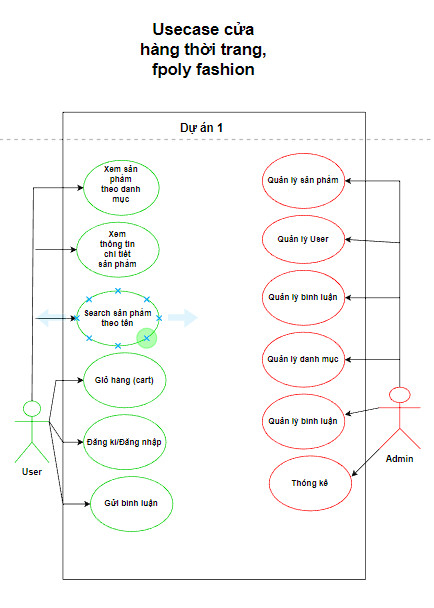 Usecase cửa
hàng thời trang,
fpoly fashion
Dự án 1
Xem sản
phẩm
theo danh
mục
Xem
thông tin
chi tiết
sản phẩm
Search sản phẩm
theo tên
Giỏ hàng (cart)
Đăng kí/Đăng nhập
Gửi bình luận
User
Quản lý sản phẩm
Quản lý User
Quản lý bình luận
Quản lý danh mục
Quản lý bình luận
Thống kê
Admin